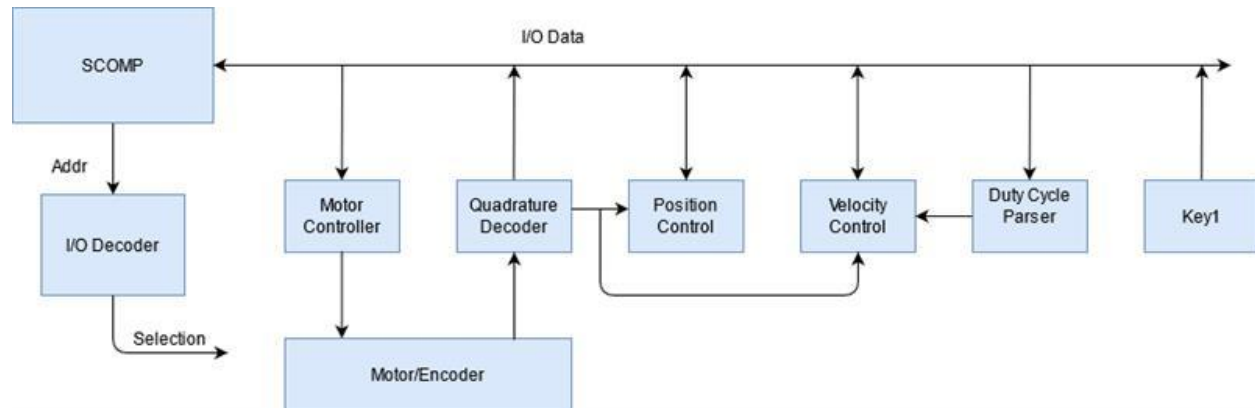 I/O Data
SCOMP
Addr
I/O Decoder
Selection
Motor
Controller
Quadrature
Decoder
Position
Control
Velocity
Control
Duty Cycle
Parser
Key1
Motor/Encoder